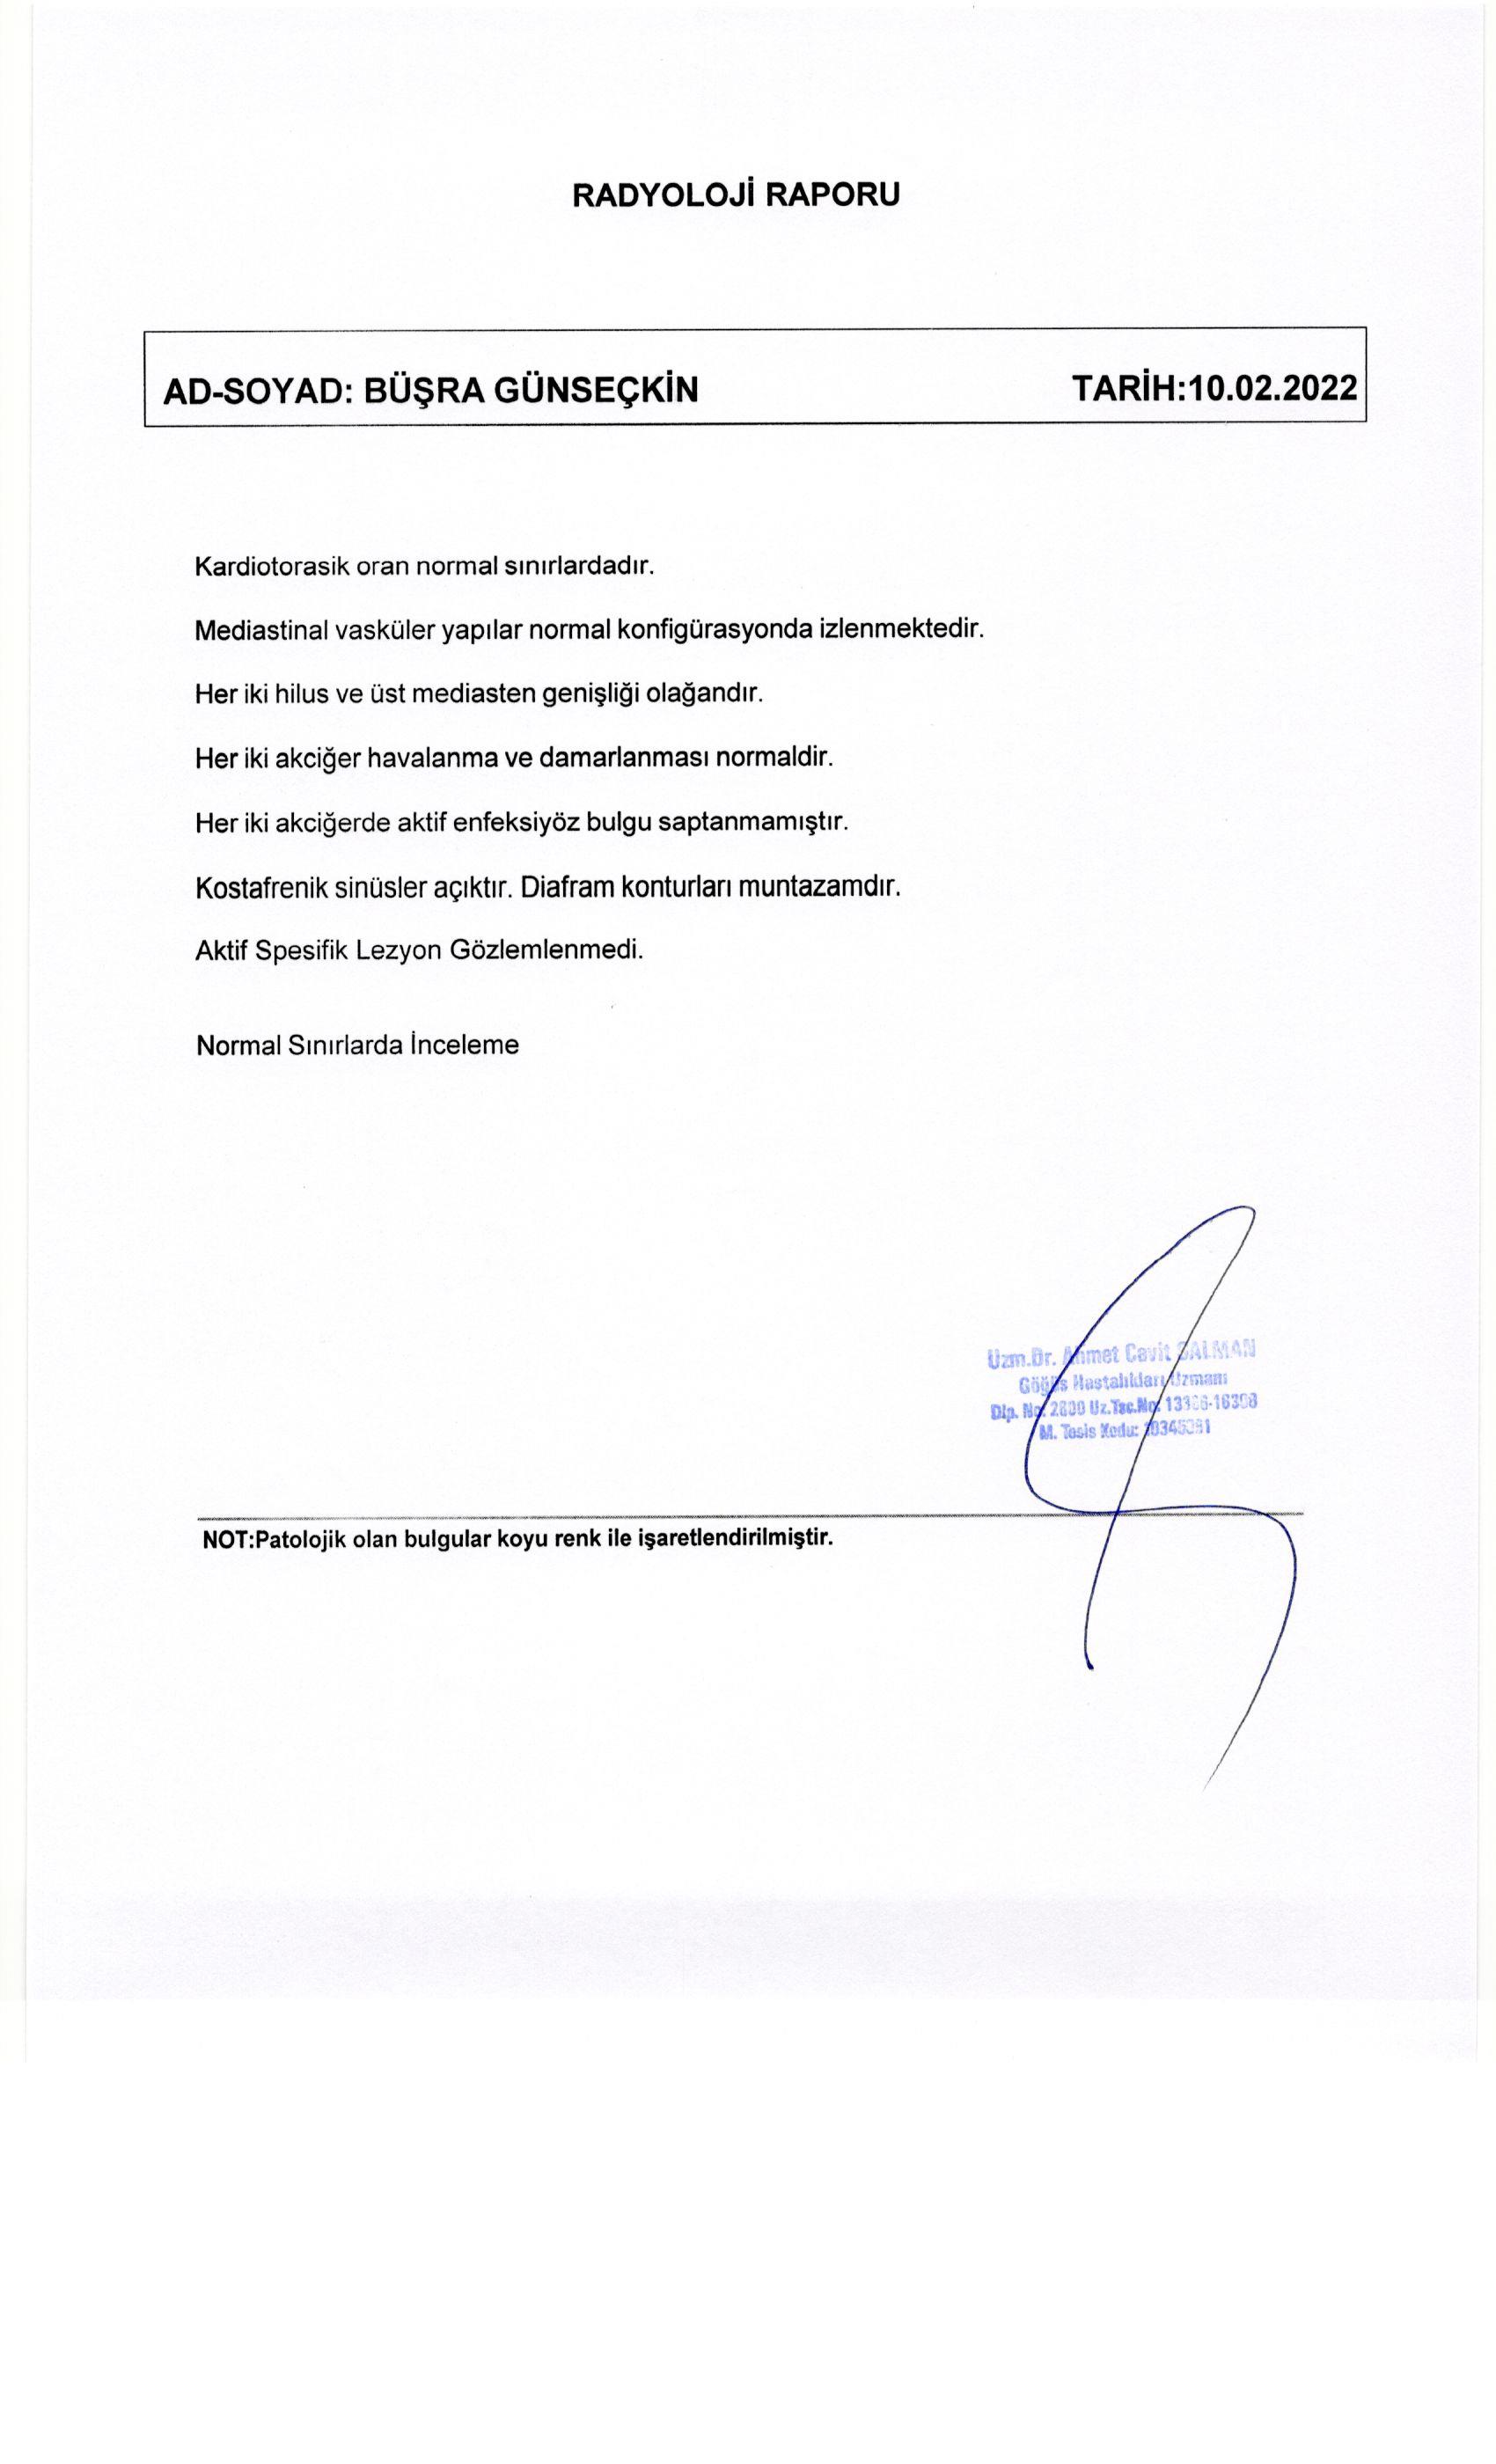 RADYOLOJİ RAPORU
AD-SOYAD: BÜŞRA GÜNSEÇKİN TARİH:10.02.2022
Kardiotorasik oran normal sınırlardadır.
Mediastinal vasküler yapılar normal konfigürasyonda izlenmektedir.
Her iki hilus ve üst mediasten genişliği olağandır.
Her iki akciğer havalanma ve damarlanması normaldir.
Her iki akciğerde aktif enfeksiyöz bulgu saptanmamıştır.
Kostafrenik sinüsler açıktır. Diafram konturları muntazamdır.
Aktif Spesifik Lezyon Gözlemlenmedi.
Normal Sınırlarda İnceleme
Uzm.Dr. Ahmet Cavit SALMAN
Göğüs Hastalıkları Uzmanı
Dip. No: Uz.Tsc.No:
M. Tesis Kodu:
NOT:Patolojik olan bulgular koyu renk ile işaretlendirilmiştir.